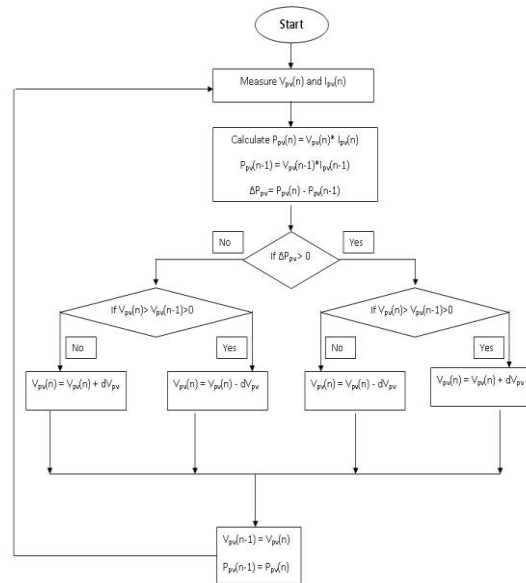 Start
Measure Vpv(n) and Ipv(n)
Calculate Ppv(n) = Vpv(n)* Ipv(n)
Ppv(n-1) = Vpv(n-1)*Ipv(n-1)
ΔPpv= Ppv(n) - Ppv(n-1)
No
Yes
If ΔPpv> 0
If Vpv(n)> Vpv(n-1)>0
If Vpv(n)> Vpv(n-1)>0
No
Yes
No
Yes
Vpv(n) = Vpv(n) + dVpv
Vpv(n) = Vpv(n) - dVpv
Vpv(n) = Vpv(n) - dVpv
Vpv(n) = Vpv(n) + dVpv
Vpv(n-1) = Vpv(n)
Ppv(n-1) = Ppv(n)